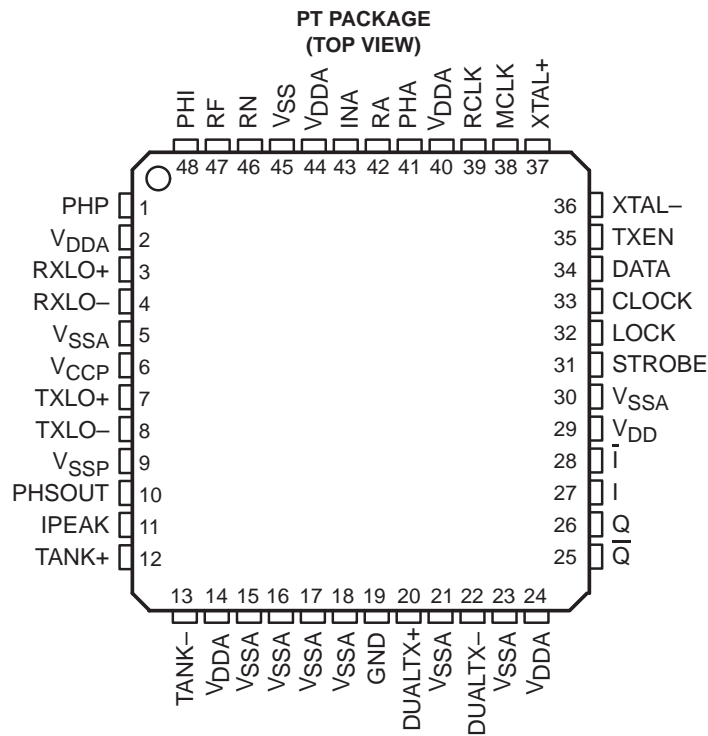 PT PACKAGE
(TOP VIEW)
PHI
RF
RN
VSS
VDDA
INA
RA
PHA
VDDA
RCLK
MCLK
XTAL+
48 47 46 45 44 43 42 41 40 39 38 37
PHP 1
VDDA 2
RXLO+ 3
RXLO– 4
VSSA 5
VCCP 6
TXLO+ 7
TXLO– 8
VSSP 9
PHSOUT 10
IPEAK 11
TANK+ 12
36 XTAL–
35 TXEN
34 DATA
33 CLOCK
32 LOCK
31 STROBE
30 VSSA
29 VDD
28 I̅
27 I
26 Q
25 Q̅
13 14 15 16 17 18 19 20 21 22 23 24
TANK–
VDDA
VSSA
VSSA
VSSA
VSSA
GND
DUALTX+
VSSA
DUALTX–
VSSA
VDDA